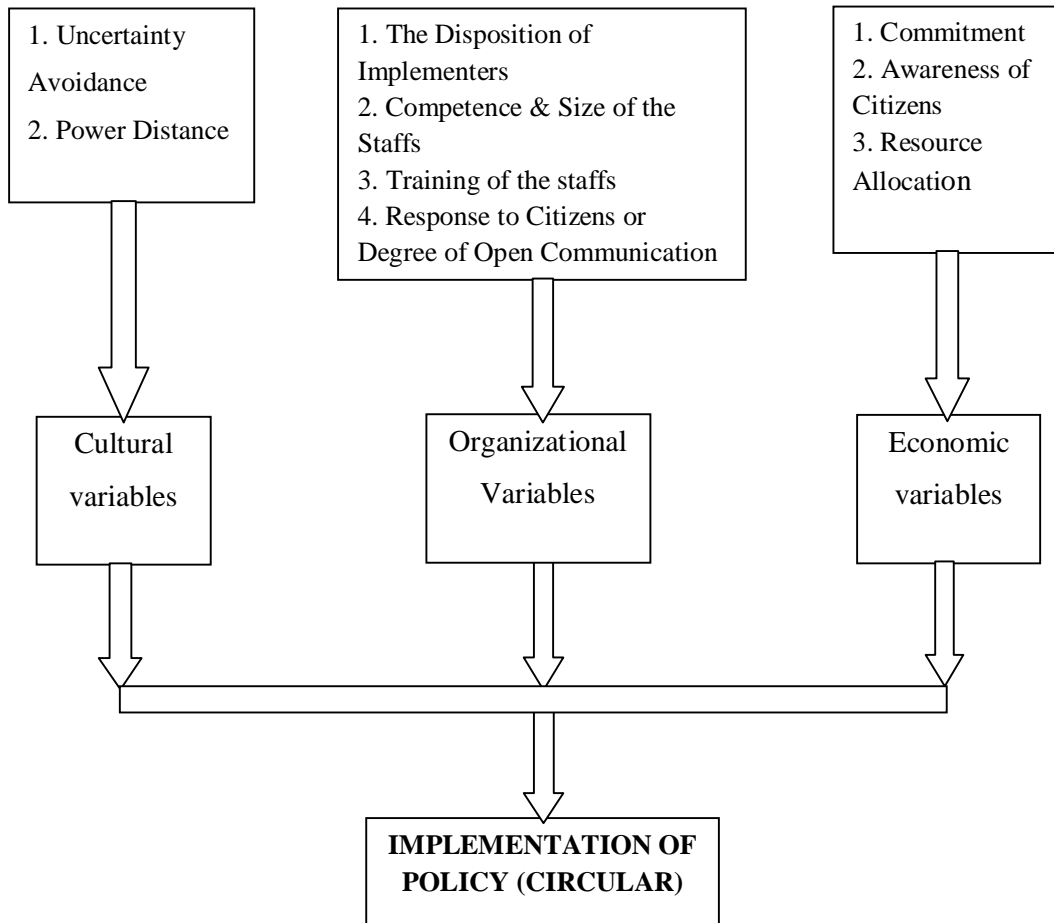 1. Uncertainty
Avoidance
2. Power Distance
1. The Disposition of
Implementers
2. Competence & Size of the
Staffs
3. Training of the staffs
4. Response to Citizens or
Degree of Open Communication
1. Commitment
2. Awareness of
Citizens
3. Resource
Allocation
Cultural
variables
Organizational
Variables
Economic
variables
IMPLEMENTATION OF
POLICY (CIRCULAR)